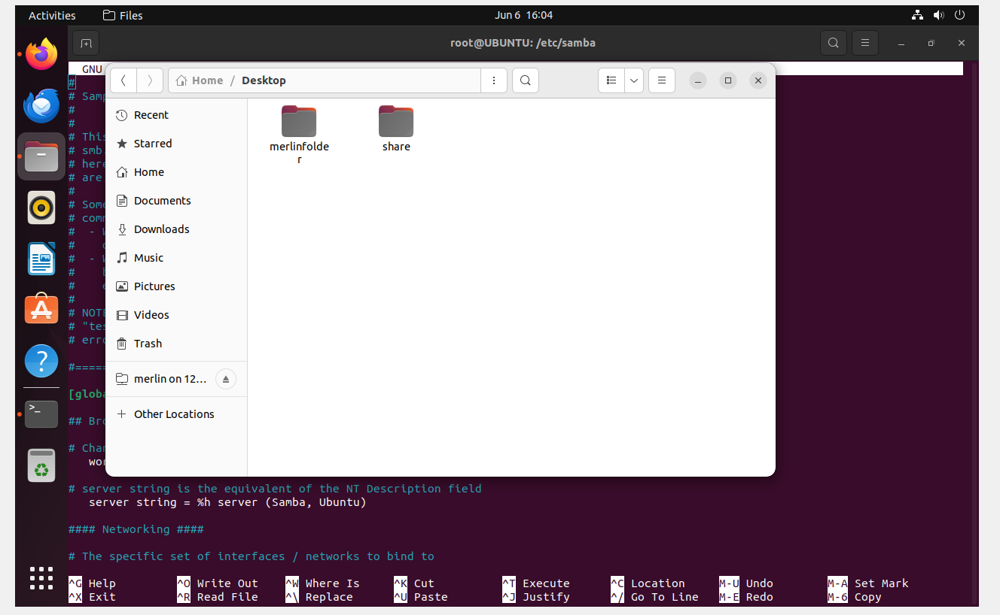 Activities Files Jun 6 16:04
root@UBUNTU: /etc/samba
GNU
Home / Desktop
#
# Samp
#
#
# This
# smb.
# here
# are
#
# Some
# comm
# -
#
# -
#
#
#
# NOTE
# "tes
# erro
#=====
[globa
## Bro
# Chan
wor
Recent
Starred
Home
Documents
Downloads
Music
Pictures
Videos
Trash
merlin on 12…
Other Locations
merlinfolde
r
share
>_
?
# server string is the equivalent of the NT Description field
server string = %h server (Samba, Ubuntu)
#### Networking ####
# The specific set of interfaces / networks to bind to
^G Help ^O Write Out ^W Where Is ^K Cut ^T Execute ^C Location M-U Undo M-A Set Mark
^X Exit ^R Read File ^\ Replace ^U Paste ^J Justify ^/ Go To Line M-E Redo M-6 Copy